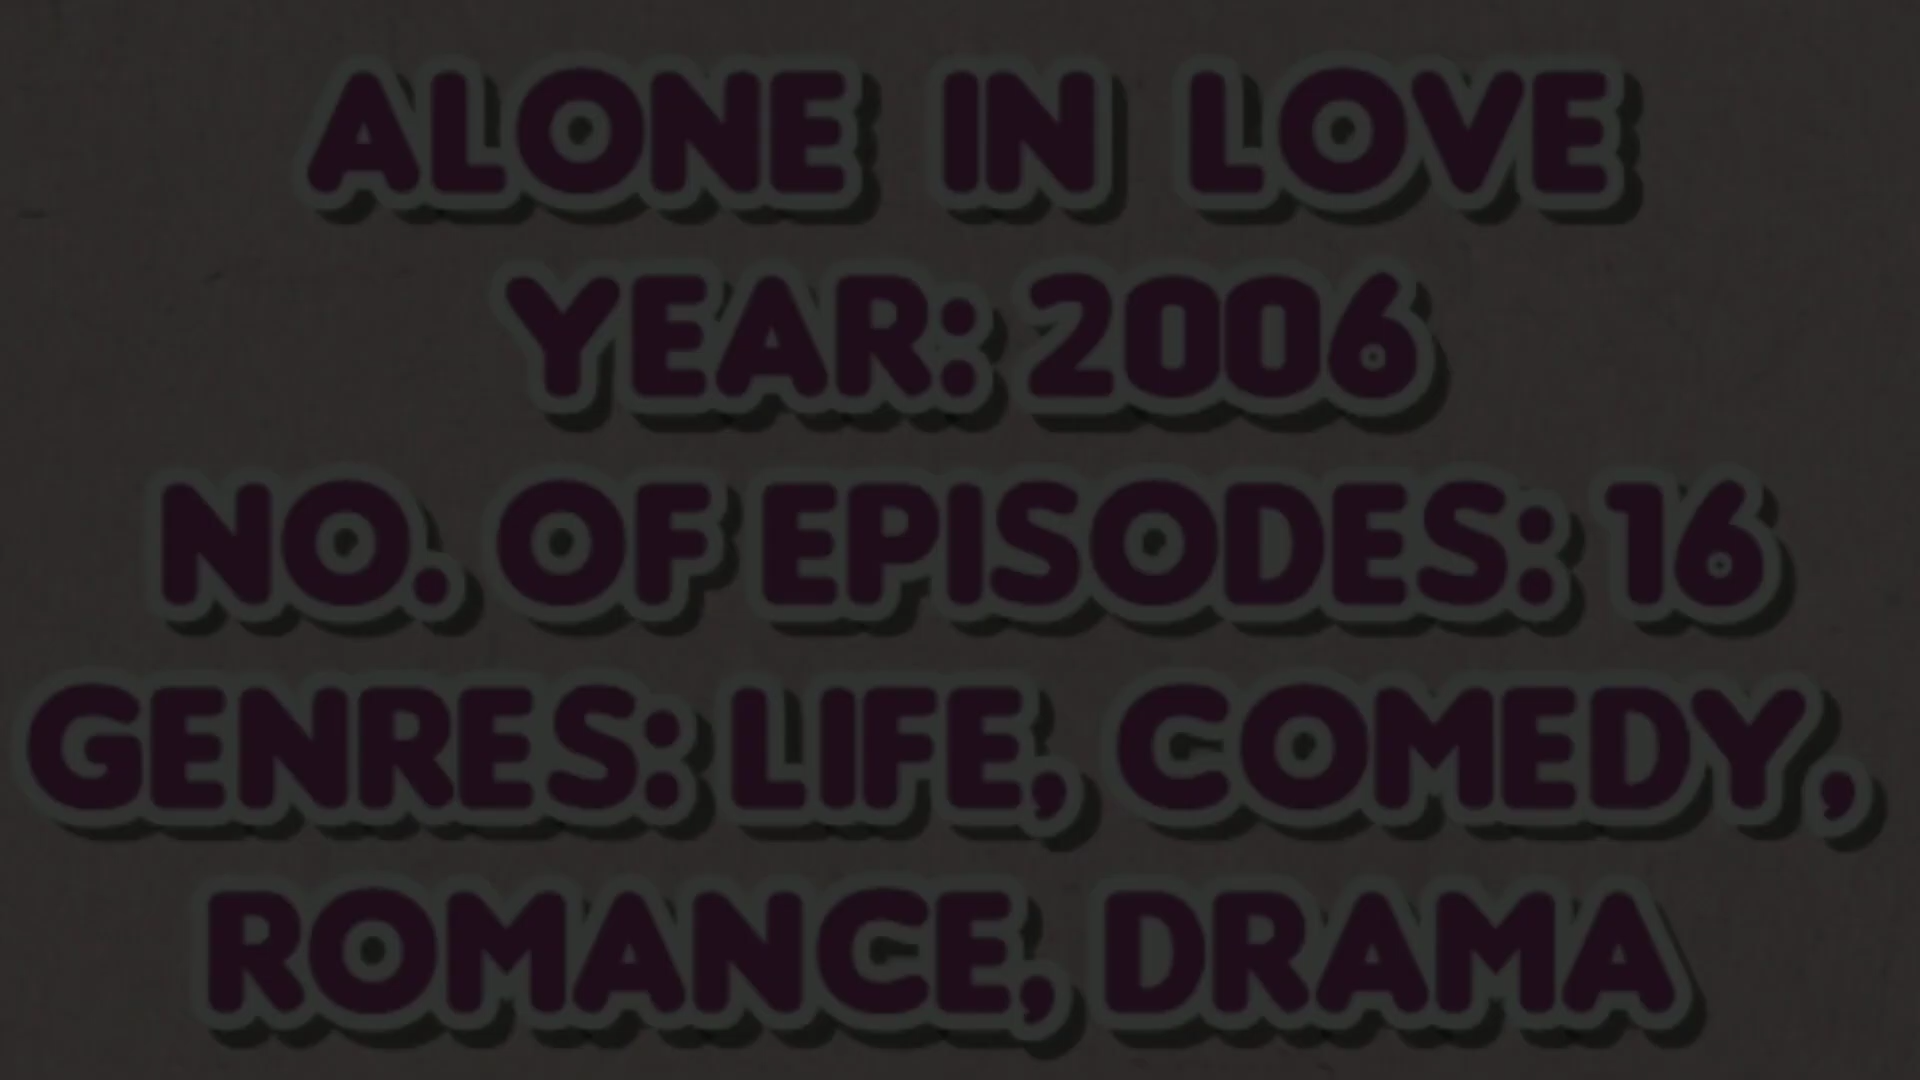 ALONE IN LOVE
YEAR: 2006
NO. OF EPISODES: 16
GENRES: LIFE, COMEDY,
ROMANCE, DRAMA